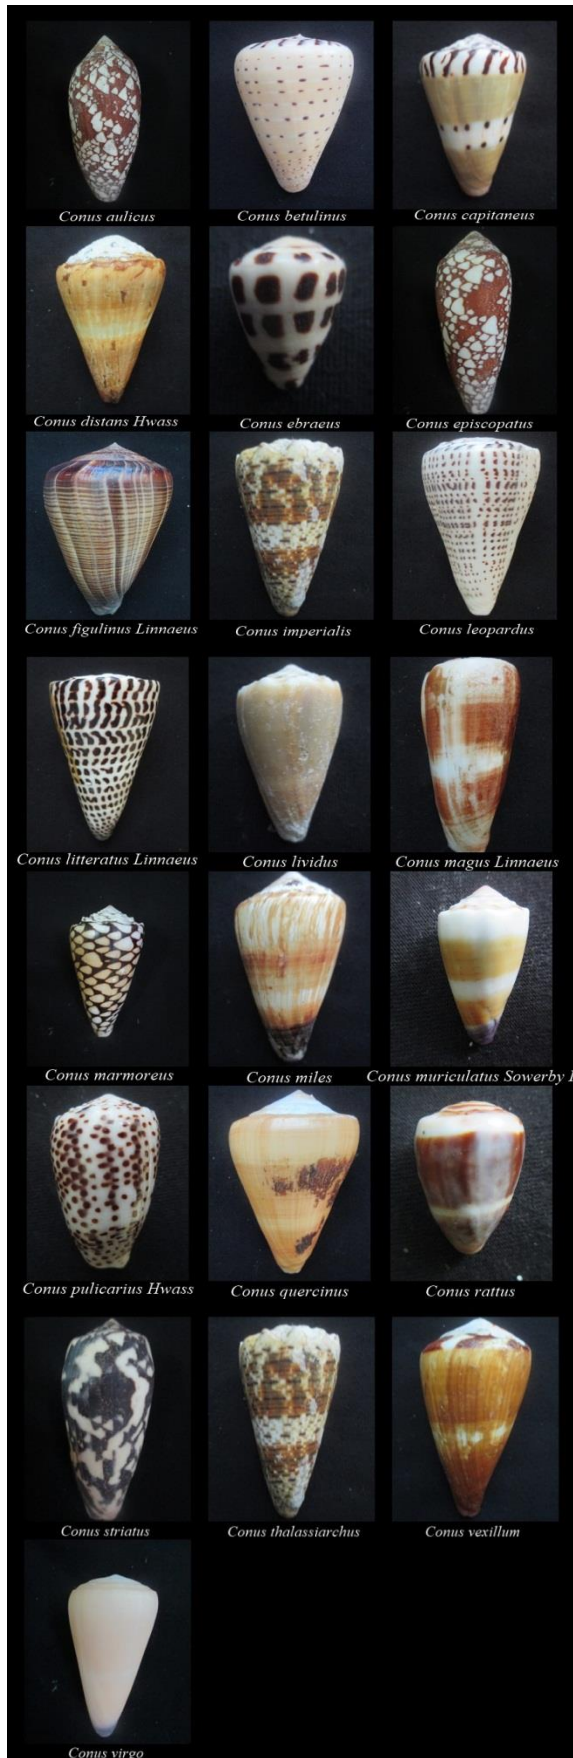 Conus aulicus
Conus betulinus
Conus capitaneus
Conus distans Hwass
Conus ebraeus
Conus episcopatus
Conus figulinus Linnaeus
Conus imperialis
Conus leopardus
Conus litteratus Linnaeus
Conus lividus
Conus magus Linnaeus
Conus marmoreus
Conus miles
Conus muriculatus Sowerby I
Conus pulicarius Hwass
Conus quercinus
Conus rattus
Conus striatus
Conus thalassiarchus
Conus vexillum
Conus virgo